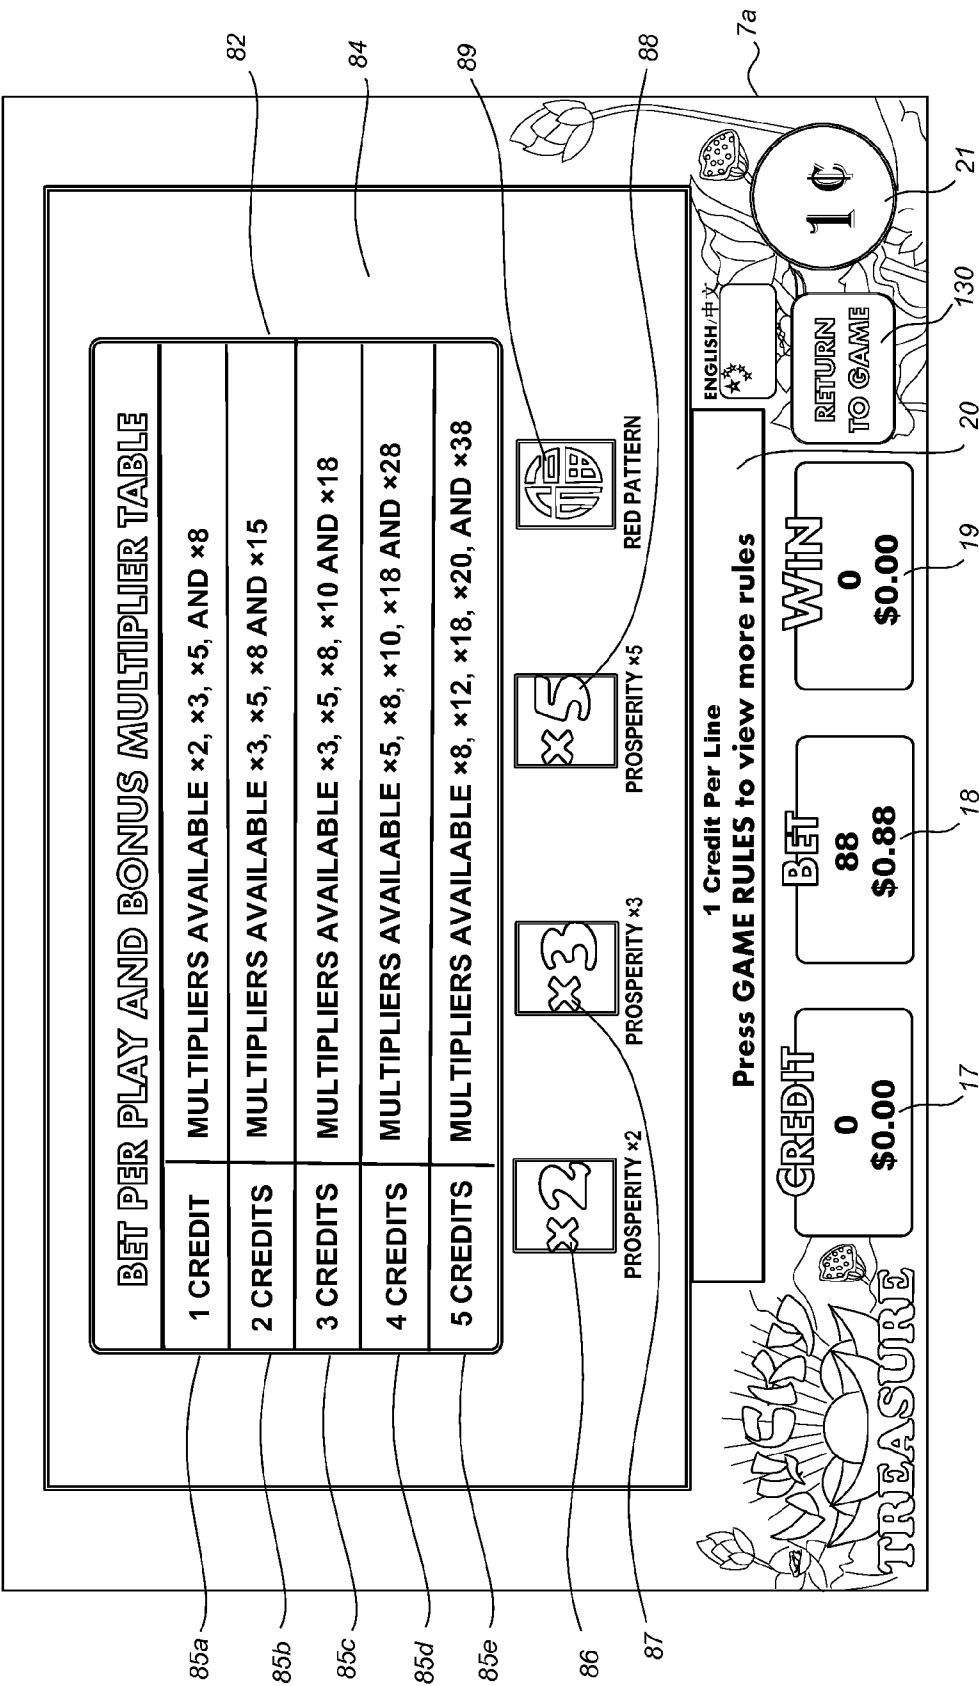 82
84
89
88
7a
BET PER PLAY AND BONUS MULTIPLIER TABLE
1 CREDIT MULTIPLIERS AVAILABLE ×2, ×3, ×5, AND ×8
2 CREDITS MULTIPLIERS AVAILABLE ×3, ×5, ×8 AND ×15
3 CREDITS MULTIPLIERS AVAILABLE ×3, ×5, ×8, ×10 AND ×18
4 CREDITS MULTIPLIERS AVAILABLE ×5, ×8, ×10, ×18 AND ×28
5 CREDITS MULTIPLIERS AVAILABLE ×8, ×12, ×18, ×20, AND ×38
×2
×3
×5
PROSPERITY ×2
PROSPERITY ×3
PROSPERITY ×5
RED PATTERN
1 Credit Per Line
Press GAME RULES to view more rules
ENGLISH/中文
TREASURE
CREDIT
0
$0.00
BET
88
$0.88
WIN
0
$0.00
RETURN
TO GAME
1 ¢
85a
85b
85c
85d
85e
86
87
17
18
19
20
130
21